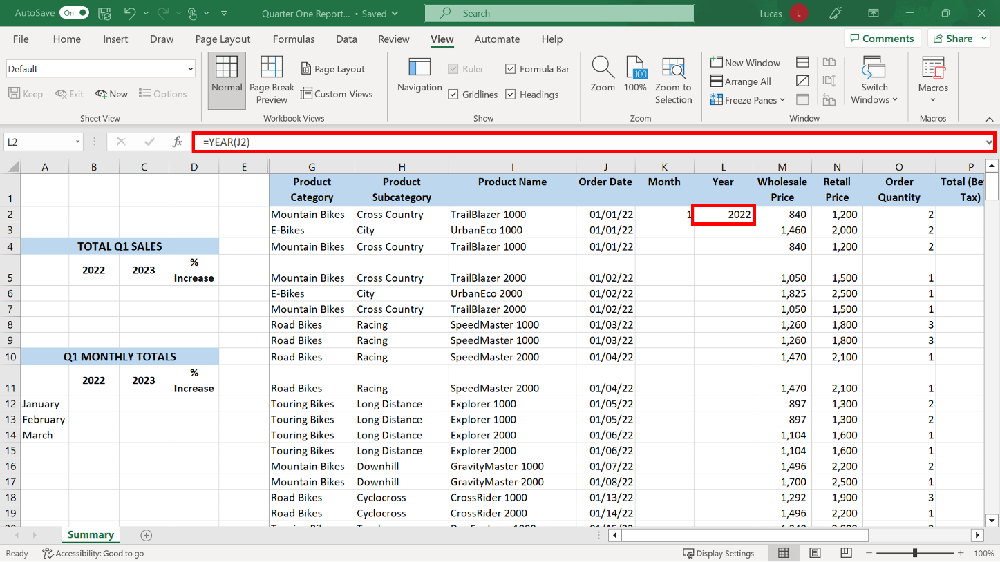 AutoSave On Quarter One Report... • Saved Search Lucas L
File Home Insert Draw Page Layout Formulas Data Review View Automate Help Comments Share
Default
Keep Exit New Options
Sheet View
Normal Page Break Preview Page Layout Custom Views
Workbook Views
Navigation Ruler Formula Bar Gridlines Headings
Show
Zoom 100 100% Zoom to Selection
Zoom
New Window Arrange All Freeze Panes Switch Windows
Window
Macros
Macros
L2 fx =YEAR(J2)
A B C D E G H I J K L M N O P
1 Product Category Product Subcategory Product Name Order Date Month Year Wholesale Price Retail Price Order Quantity Total (Be Tax)
2 Mountain Bikes Cross Country TrailBlazer 1000 01/01/22 1 2022 840 1,200 2
3 E-Bikes City UrbanEco 1000 01/01/22 1,460 2,000 2
4 TOTAL Q1 SALES Mountain Bikes Cross Country TrailBlazer 1000 01/01/22 840 1,200 2
5 2022 2023 % Increase Mountain Bikes Cross Country TrailBlazer 2000 01/02/22 1,050 1,500 1
6 E-Bikes City UrbanEco 2000 01/02/22 1,825 2,500 1
7 Mountain Bikes Cross Country TrailBlazer 2000 01/02/22 1,050 1,500 1
8 Road Bikes Racing SpeedMaster 1000 01/03/22 1,260 1,800 3
9 Road Bikes Racing SpeedMaster 1000 01/03/22 1,260 1,800 3
10 Q1 MONTHLY TOTALS Road Bikes Racing SpeedMaster 2000 01/04/22 1,470 2,100 1
11 2022 2023 % Increase Road Bikes Racing SpeedMaster 2000 01/04/22 1,470 2,100 1
12 January Touring Bikes Long Distance Explorer 1000 01/05/22 897 1,300 2
13 February Touring Bikes Long Distance Explorer 1000 01/05/22 897 1,300 2
14 March Touring Bikes Long Distance Explorer 2000 01/06/22 1,104 1,600 1
15 Touring Bikes Long Distance Explorer 2000 01/06/22 1,104 1,600 1
16 Mountain Bikes Downhill GravityMaster 1000 01/07/22 1,496 2,200 2
17 Mountain Bikes Downhill GravityMaster 2000 01/08/22 1,700 2,500 1
18 Road Bikes Cyclocross CrossRider 1000 01/13/22 1,292 1,900 3
19 Road Bikes Cyclocross CrossRider 2000 01/14/22 1,496 2,200 1
Summary
Ready Accessibility: Good to go Display Settings 100%